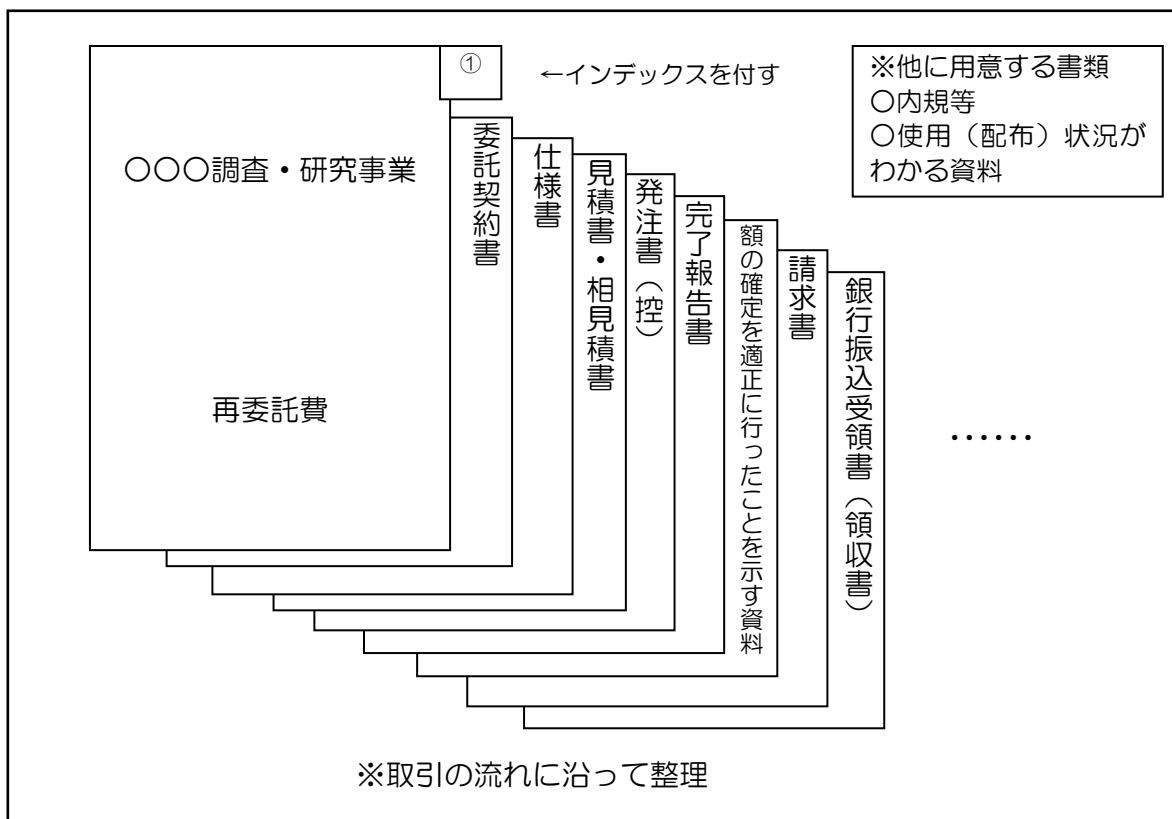 ①
←インデックスを付す
※他に用意する書類
〇内規等
〇使用（配布）状況が
わかる資料
〇〇〇調査・研究事業
再委託費
委託契約書
仕様書
見積書・相見積書
発注書（控）
完了報告書
額の確定を適正に行ったことを示す資料
請求書
銀行振込受領書（領収書）
……
※取引の流れに沿って整理